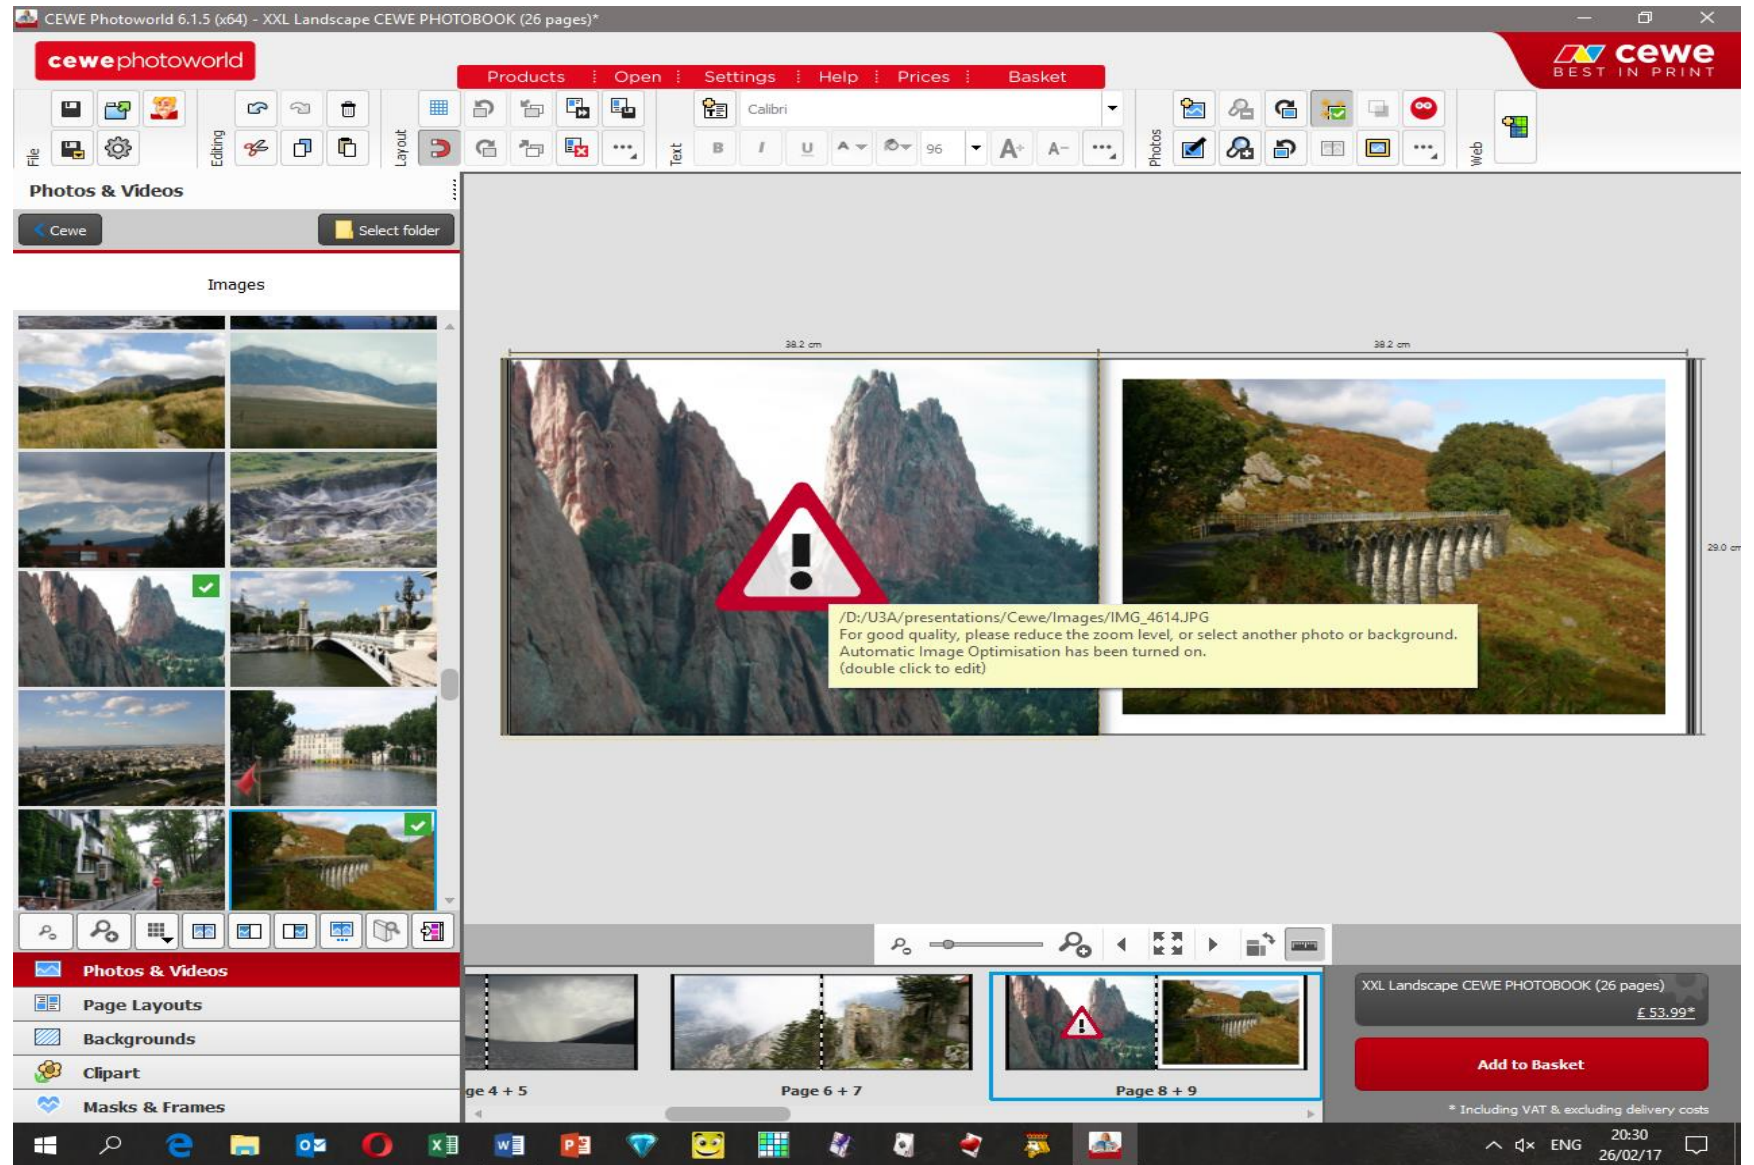 CEWE Photoworld 6.1.5 (x64) - XXL Landscape CEWE PHOTOBOOK (26 pages)*
cewephotoworld
cewe
BEST IN PRINT
Products Open Settings Help Prices Basket
File
Editing
Layout
Text
Calibri
B I U A 96 A+ A-
Photos
Web
Photos & Videos
Cewe
Select folder
Images
38.2 cm
38.2 cm
29.0 cm
/D:/U3A/presentations/Cewe/Images/IMG_4614.JPG
For good quality, please reduce the zoom level, or select another photo or background.
Automatic Image Optimisation has been turned on.
(double click to edit)
Photos & Videos
Page Layouts
Backgrounds
Clipart
Masks & Frames
ge 4 + 5
Page 6 + 7
Page 8 + 9
XXL Landscape CEWE PHOTOBOOK (26 pages)
£ 53.99*
Add to Basket
* Including VAT & excluding delivery costs
ENG
20:30
26/02/17